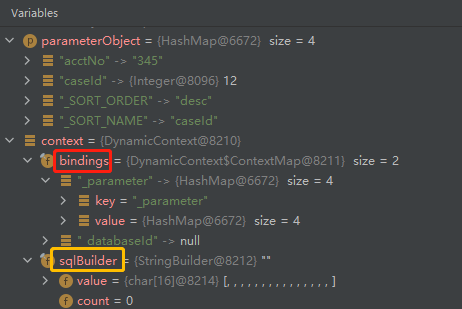 Variables
parameterObject = {HashMap@6672} size = 4
"acctNo" -> "345"
"caseId" -> {Integer@8096} 12
"_SORT_ORDER" -> "desc"
"_SORT_NAME" -> "caseId"
context = {DynamicContext@8210}
bindings = {DynamicContext$ContextMap@8211} size = 2
"_parameter" -> {HashMap@6672} size = 4
key = "_parameter"
value = {HashMap@6672} size = 4
"_databaseId" -> null
sqlBuilder = {StringBuilder@8212} ""
value = {char[16]@8214} [, , , , , , , , , , , , , , , ]
count = 0